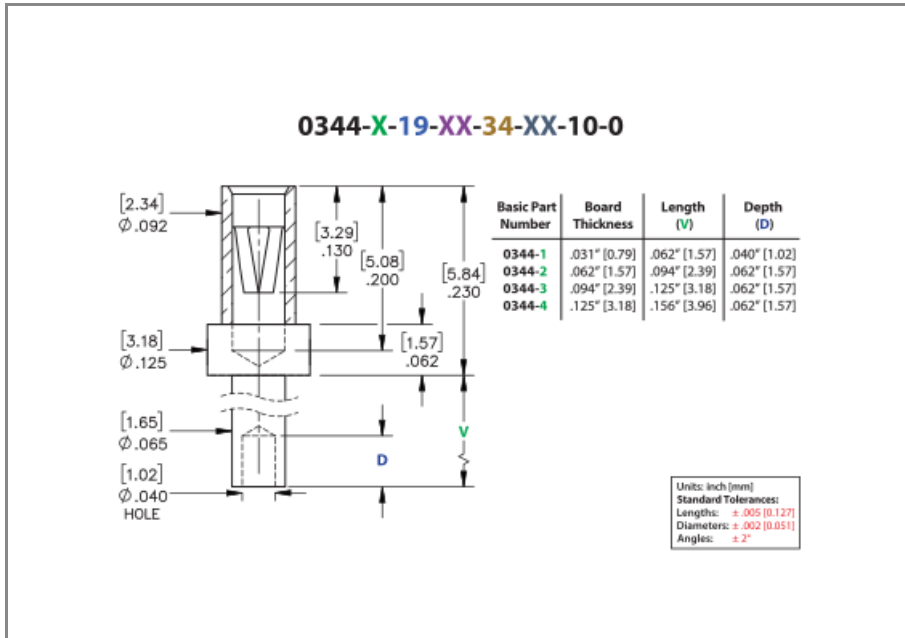 0344-X-19-XX-34-XX-10-0
[2.34]
Ø.092
[3.29]
.130
[5.08]
.200
[5.84]
.230
[3.18]
Ø.125
[1.57]
.062
[1.65]
Ø.065
[1.02]
Ø.040
HOLE
D
V
Basic Part Number Board Thickness Length (V) Depth (D)
0344-1 .031" [0.79] .062" [1.57] .040" [1.02]
0344-2 .062" [1.57] .094" [2.39] .062" [1.57]
0344-3 .094" [2.39] .125" [3.18] .062" [1.57]
0344-4 .125" [3.18] .156" [3.96] .062" [1.57]
Units: inch [mm]
Standard Tolerances:
Lengths: ± .005 [0.127]
Diameters: ± .002 [0.051]
Angles: ± 2°